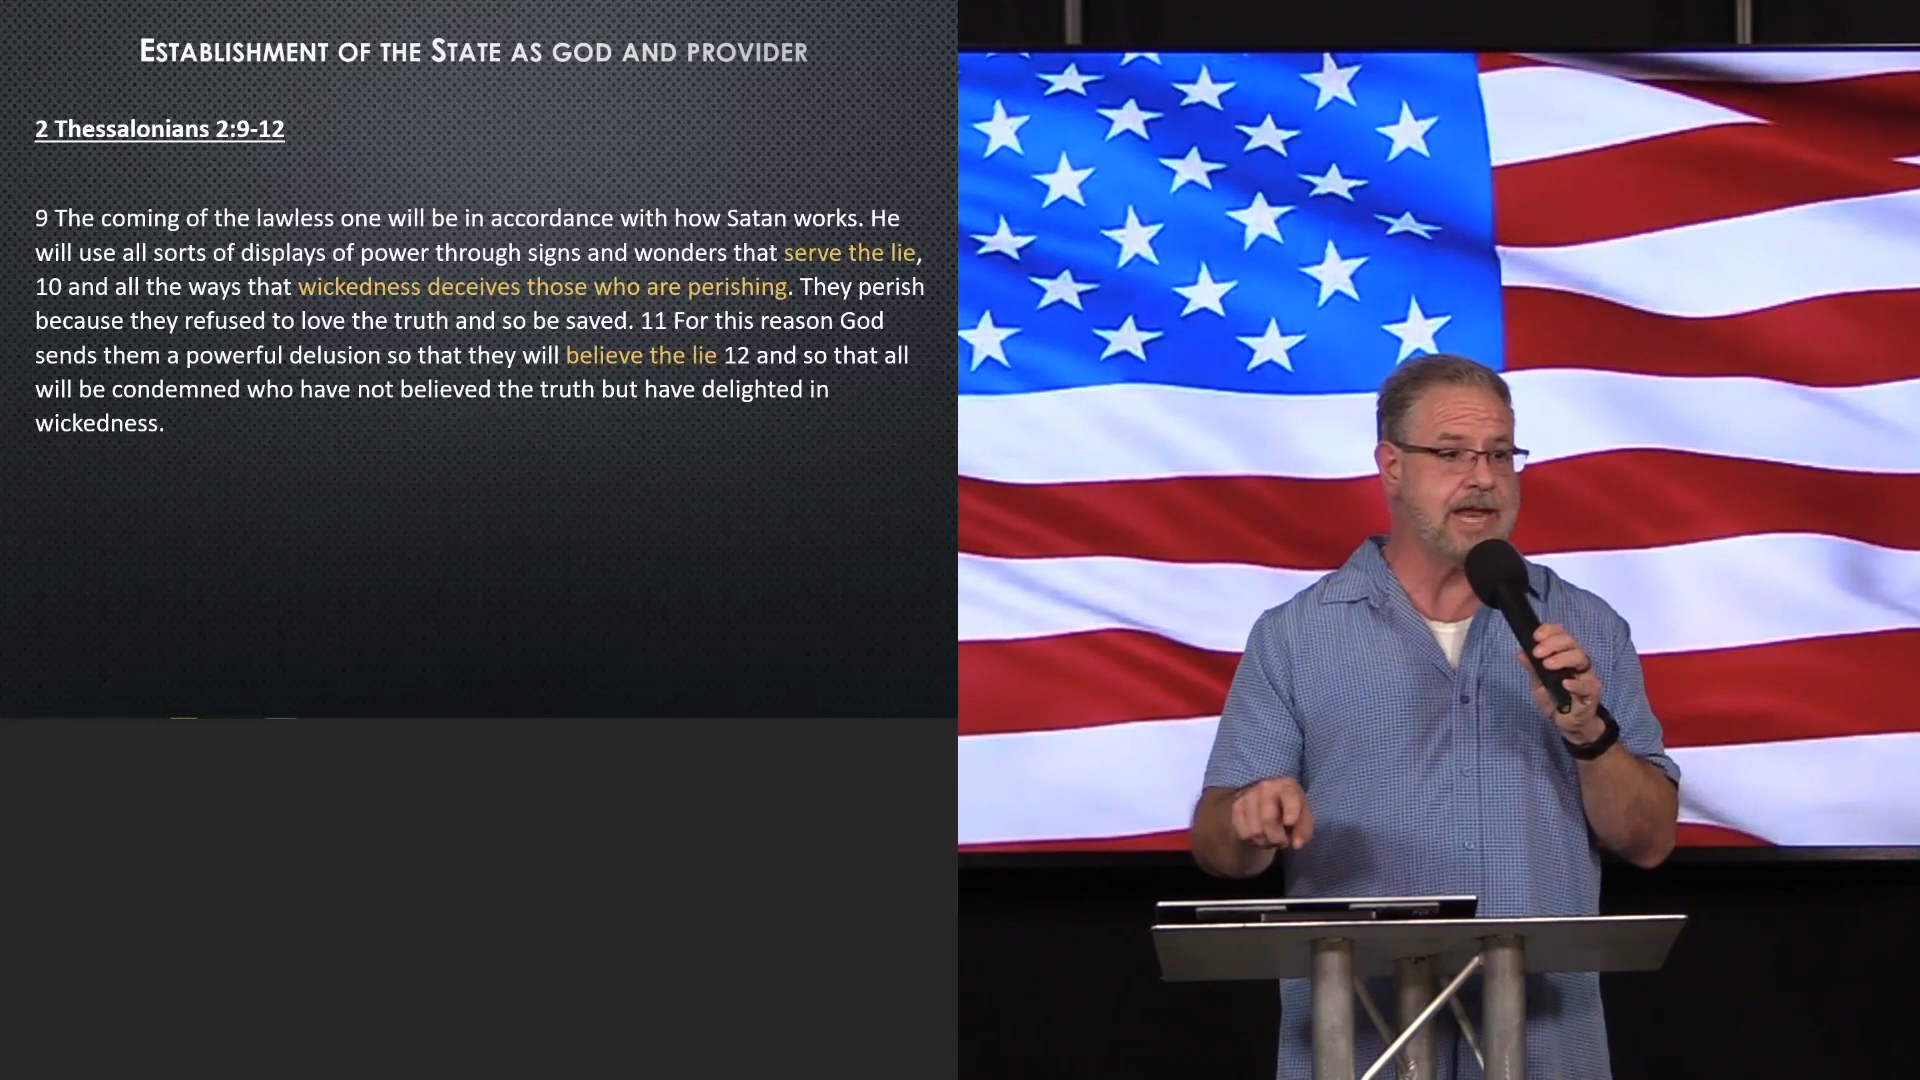 ESTABLISHMENT OF THE STATE AS GOD AND PROVIDER
2 Thessalonians 2:9-12
9 The coming of the lawless one will be in accordance with how Satan works. He
will use all sorts of displays of power through signs and wonders that serve the lie,
10 and all the ways that wickedness deceives those who are perishing. They perish
because they refused to love the truth and so be saved. 11 For this reason God
sends them a powerful delusion so that they will believe the lie 12 and so that all
will be condemned who have not believed the truth but have delighted in
wickedness.